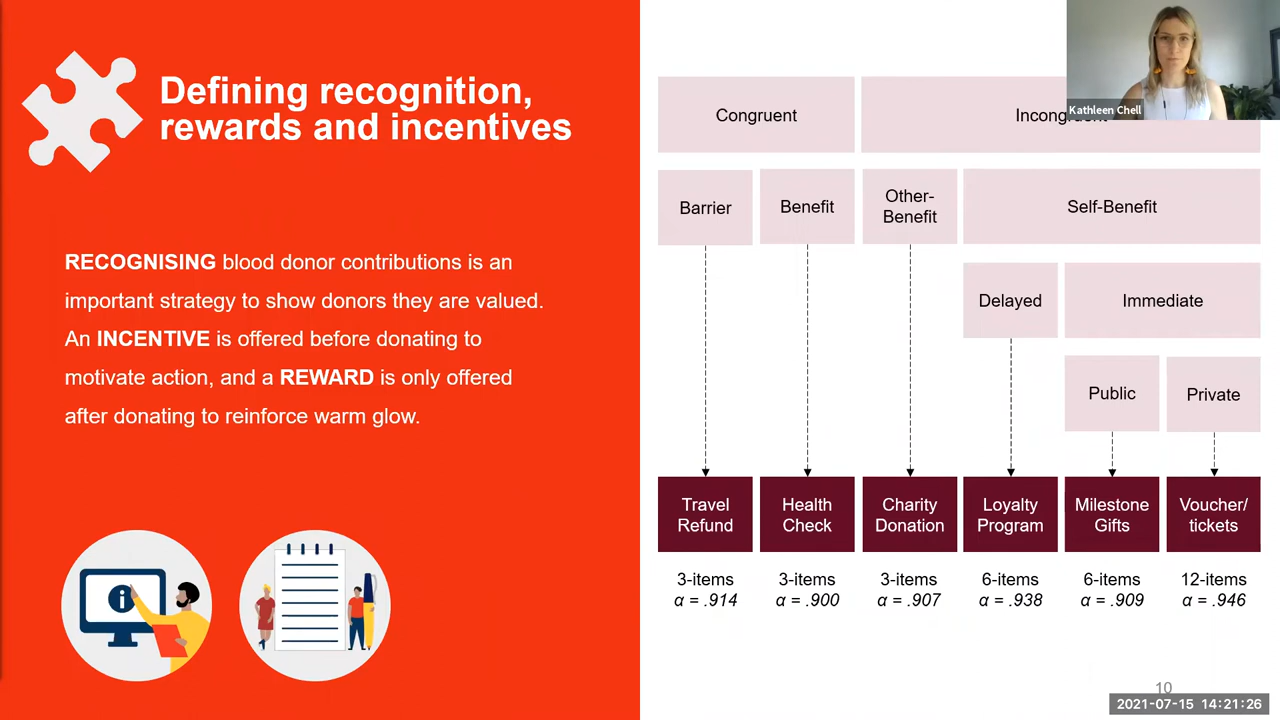 Defining recognition,
rewards and incentives
RECOGNISING blood donor contributions is an
important strategy to show donors they are valued.
An INCENTIVE is offered before donating to
motivate action, and a REWARD is only offered
after donating to reinforce warm glow.
Congruent
Incongruent
Kathleen Chell
Barrier
Benefit
Other-
Benefit
Self-Benefit
Delayed
Immediate
Public
Private
Travel
Refund
Health
Check
Charity
Donation
Loyalty
Program
Milestone
Gifts
Voucher/
tickets
3-items
α = .914
3-items
α = .900
3-items
α = .907
6-items
α = .938
6-items
α = .909
12-items
α = .946
10
2021-07-15 14:21:26